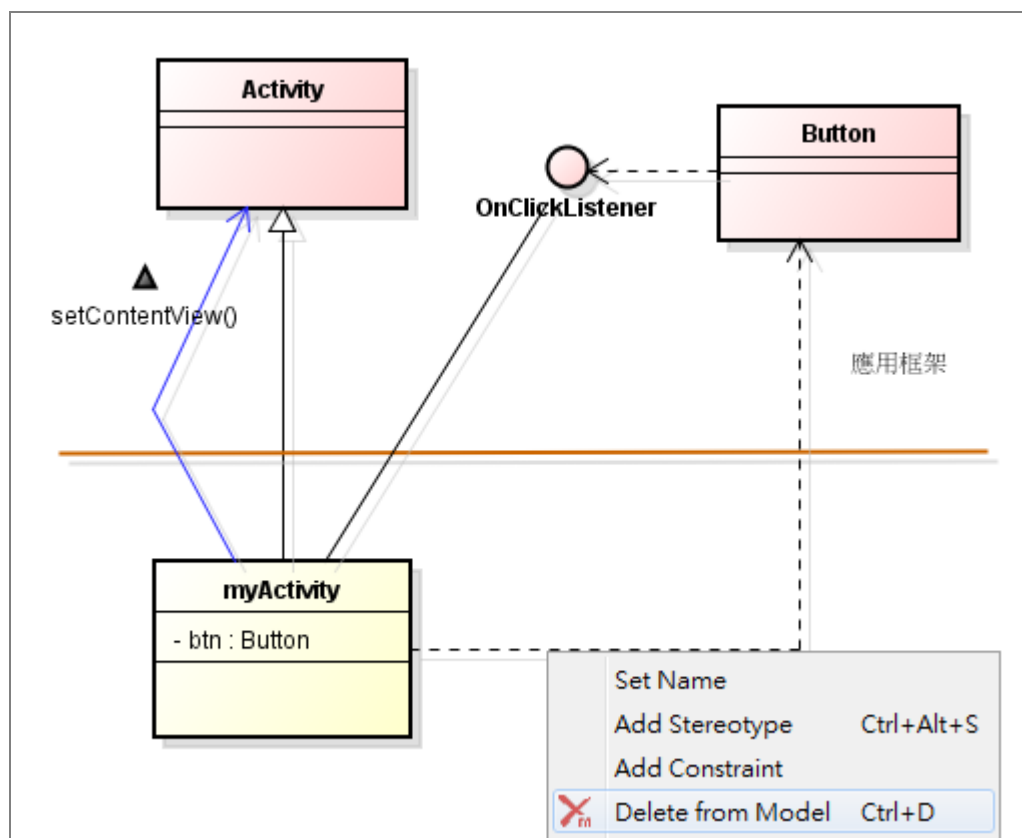 Activity
Button
OnClickListener
setContentView()
應用框架
myActivity
- btn : Button
Set Name
Add Stereotype Ctrl+Alt+S
Add Constraint
Delete from Model Ctrl+D